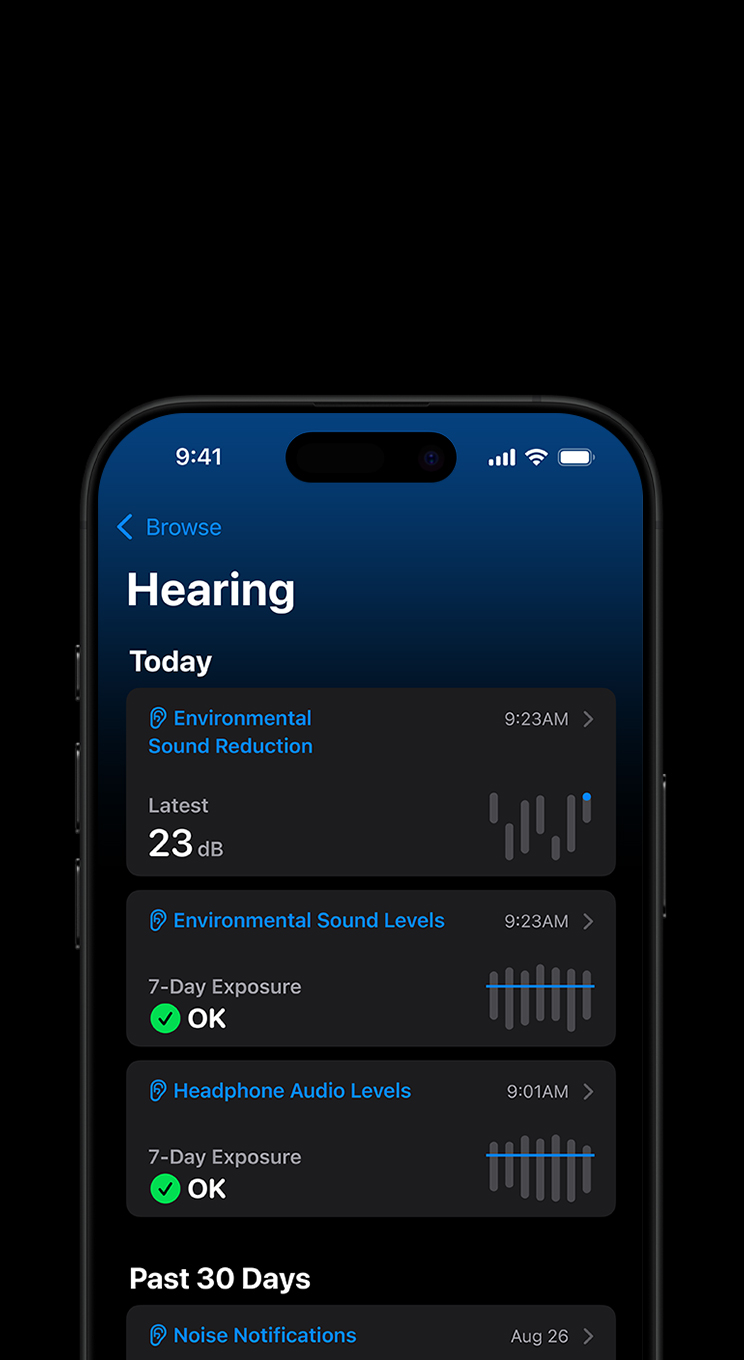 9:41
Browse
Hearing
Today
Environmental
Sound Reduction
9:23AM
Latest
23 dB
Environmental Sound Levels
9:23AM
7-Day Exposure
OK
Headphone Audio Levels
9:01AM
7-Day Exposure
OK
Past 30 Days
Noise Notifications
Aug 26